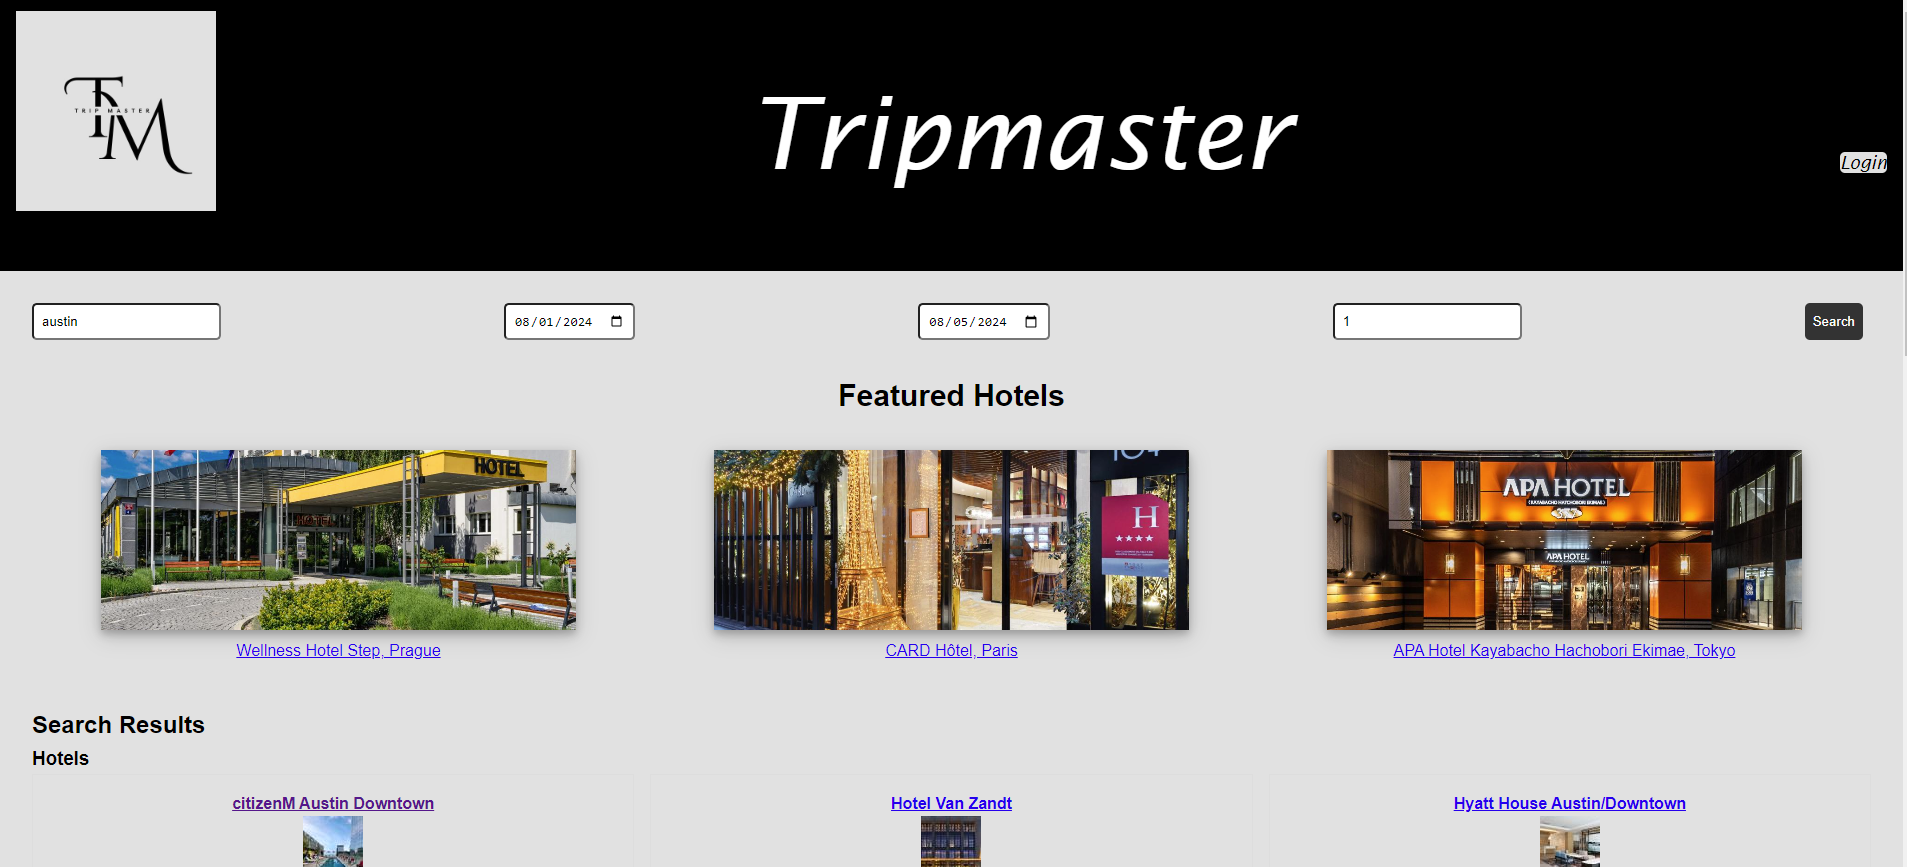 TRIP MASTER
TM
Tripmaster
Login
austin
08/01/2024
08/05/2024
1
Search
Featured Hotels
HOTEL
HOTEL
H
APA HOTEL
APA HOTEL
Wellness Hotel Step, Prague
CARD Hôtel, Paris
APA Hotel Kayabacho Hachobori Ekimae, Tokyo
Search Results
Hotels
citizenM Austin Downtown
Hotel Van Zandt
Hyatt House Austin/Downtown